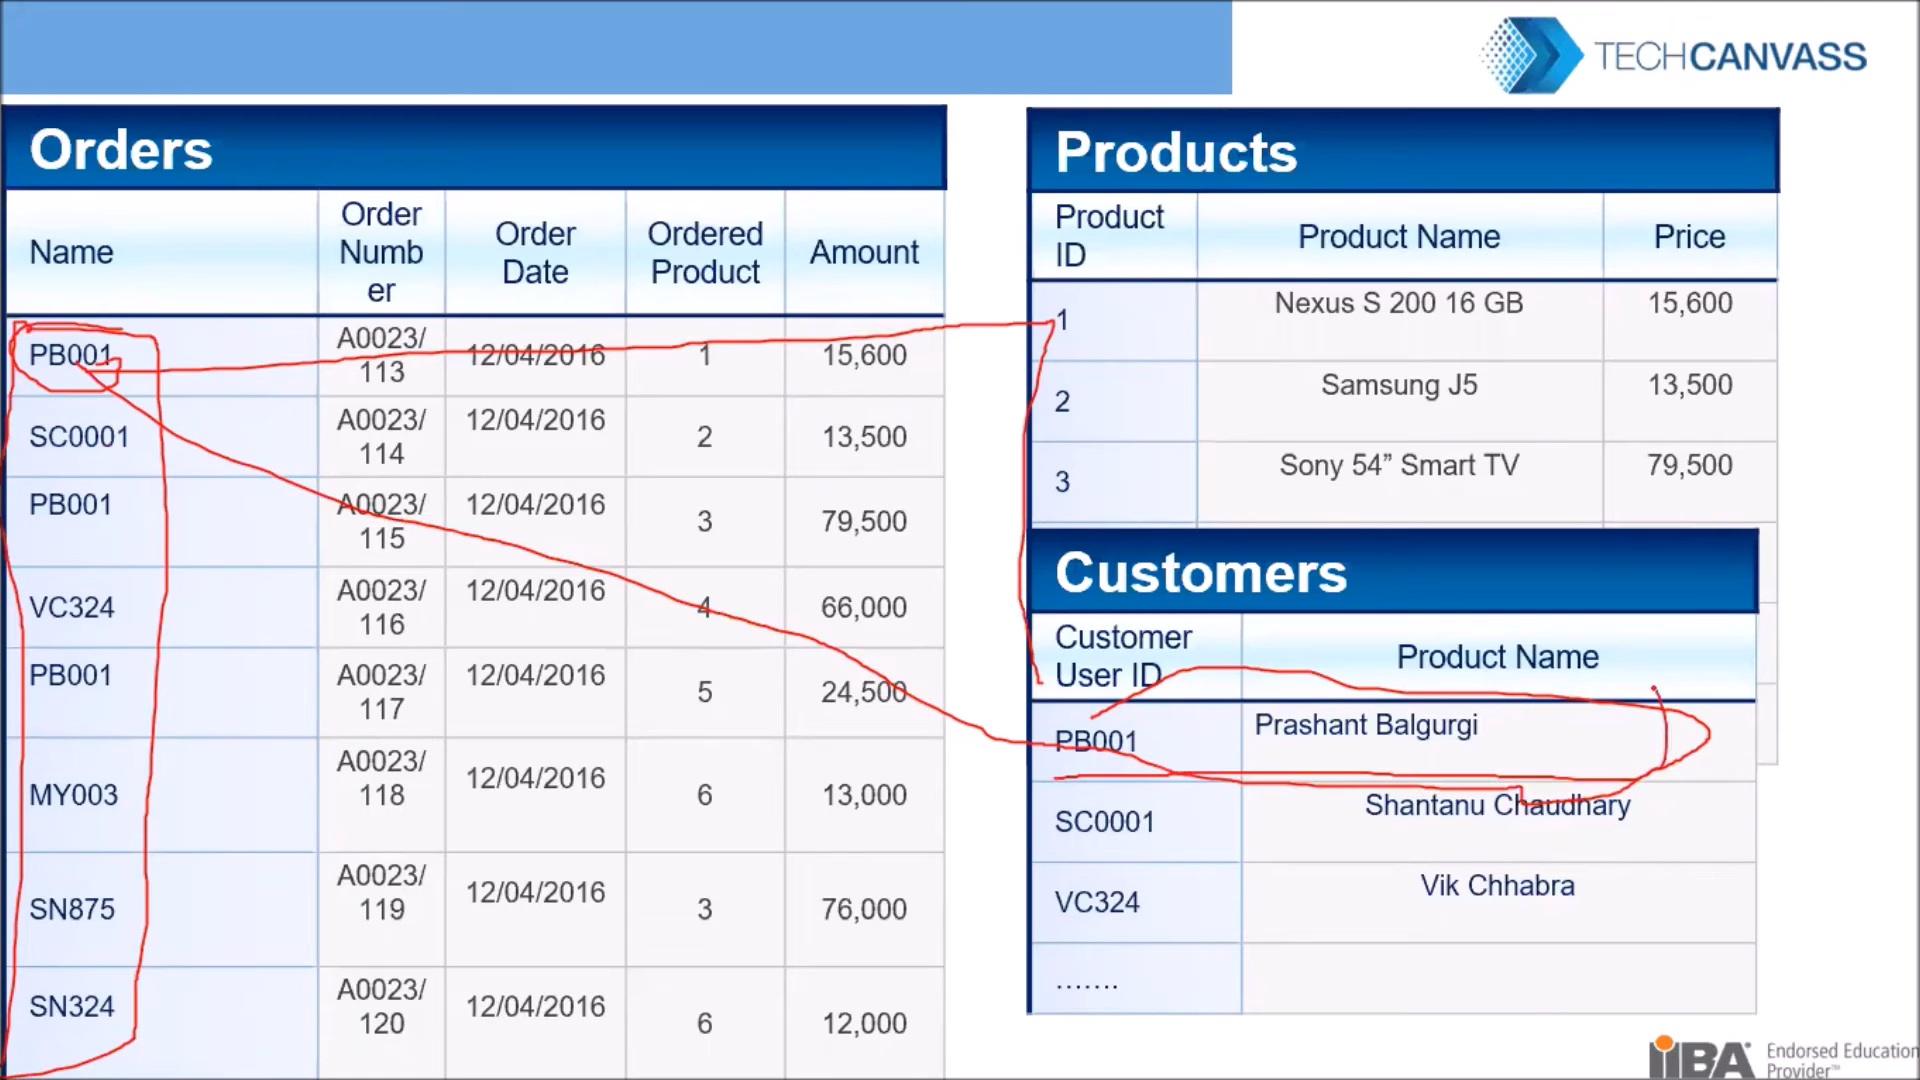 TECHCANVASS
Orders
Name
Order
Numb
er
Order
Date
Ordered
Product
Amount
PB001
A0023/
113
12/04/2016
1
15,600
SC0001
A0023/
114
12/04/2016
2
13,500
PB001
A0023/
115
12/04/2016
3
79,500
VC324
A0023/
116
12/04/2016
4
66,000
PB001
A0023/
117
12/04/2016
5
24,500
MY003
A0023/
118
12/04/2016
6
13,000
SN875
A0023/
119
12/04/2016
3
76,000
SN324
A0023/
120
12/04/2016
6
12,000
Products
Product
ID
Product Name
Price
1
Nexus S 200 16 GB
15,600
2
Samsung J5
13,500
3
Sony 54” Smart TV
79,500
Customers
Customer
User ID
Product Name
PB001
Prashant Balgurgi
SC0001
Shantanu Chaudhary
VC324
Vik Chhabra
.......
IIBA
Endorsed Education
Provider™